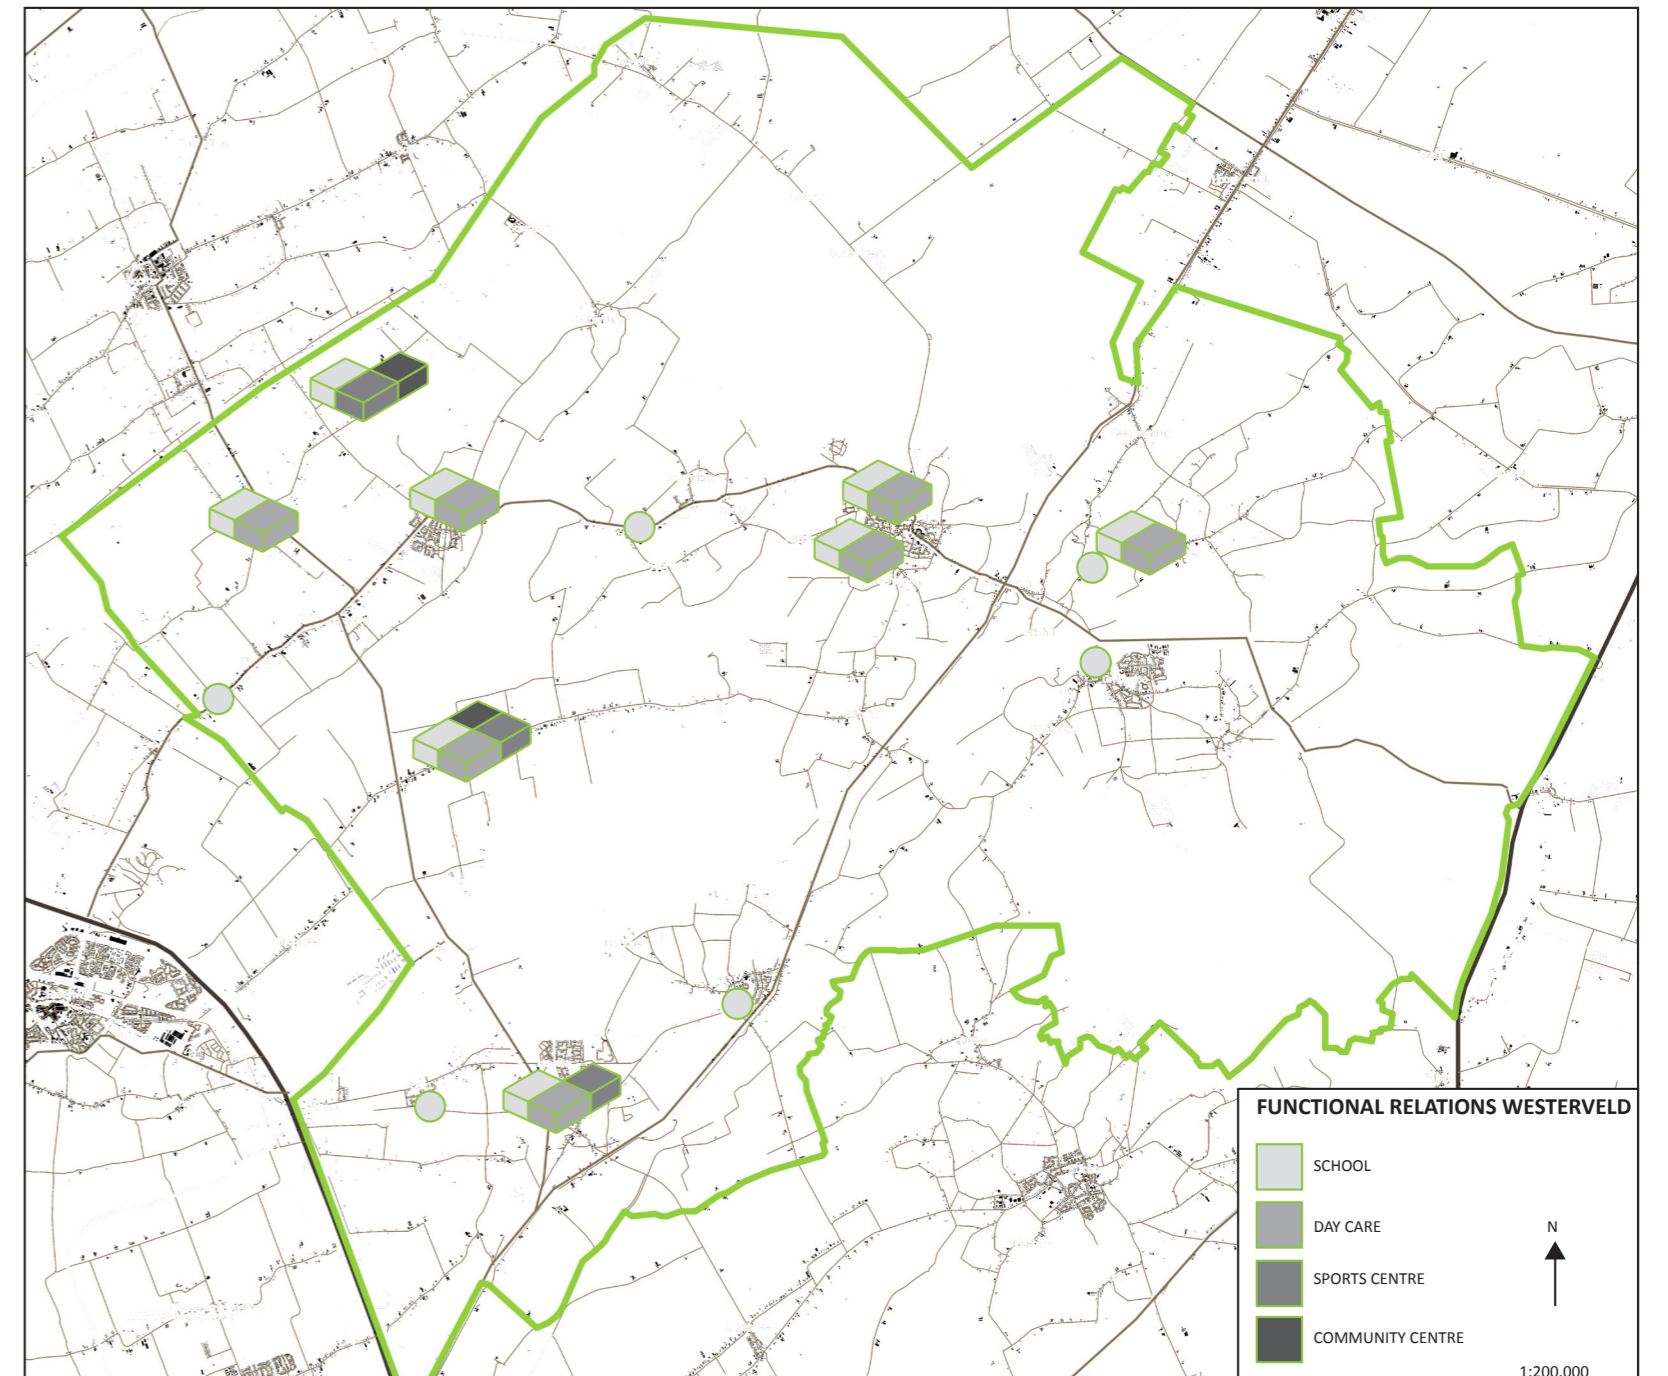 FUNCTIONAL RELATIONS WESTERVELD
SCHOOL
DAY CARE
N
SPORTS CENTRE
COMMUNITY CENTRE
1:200.000